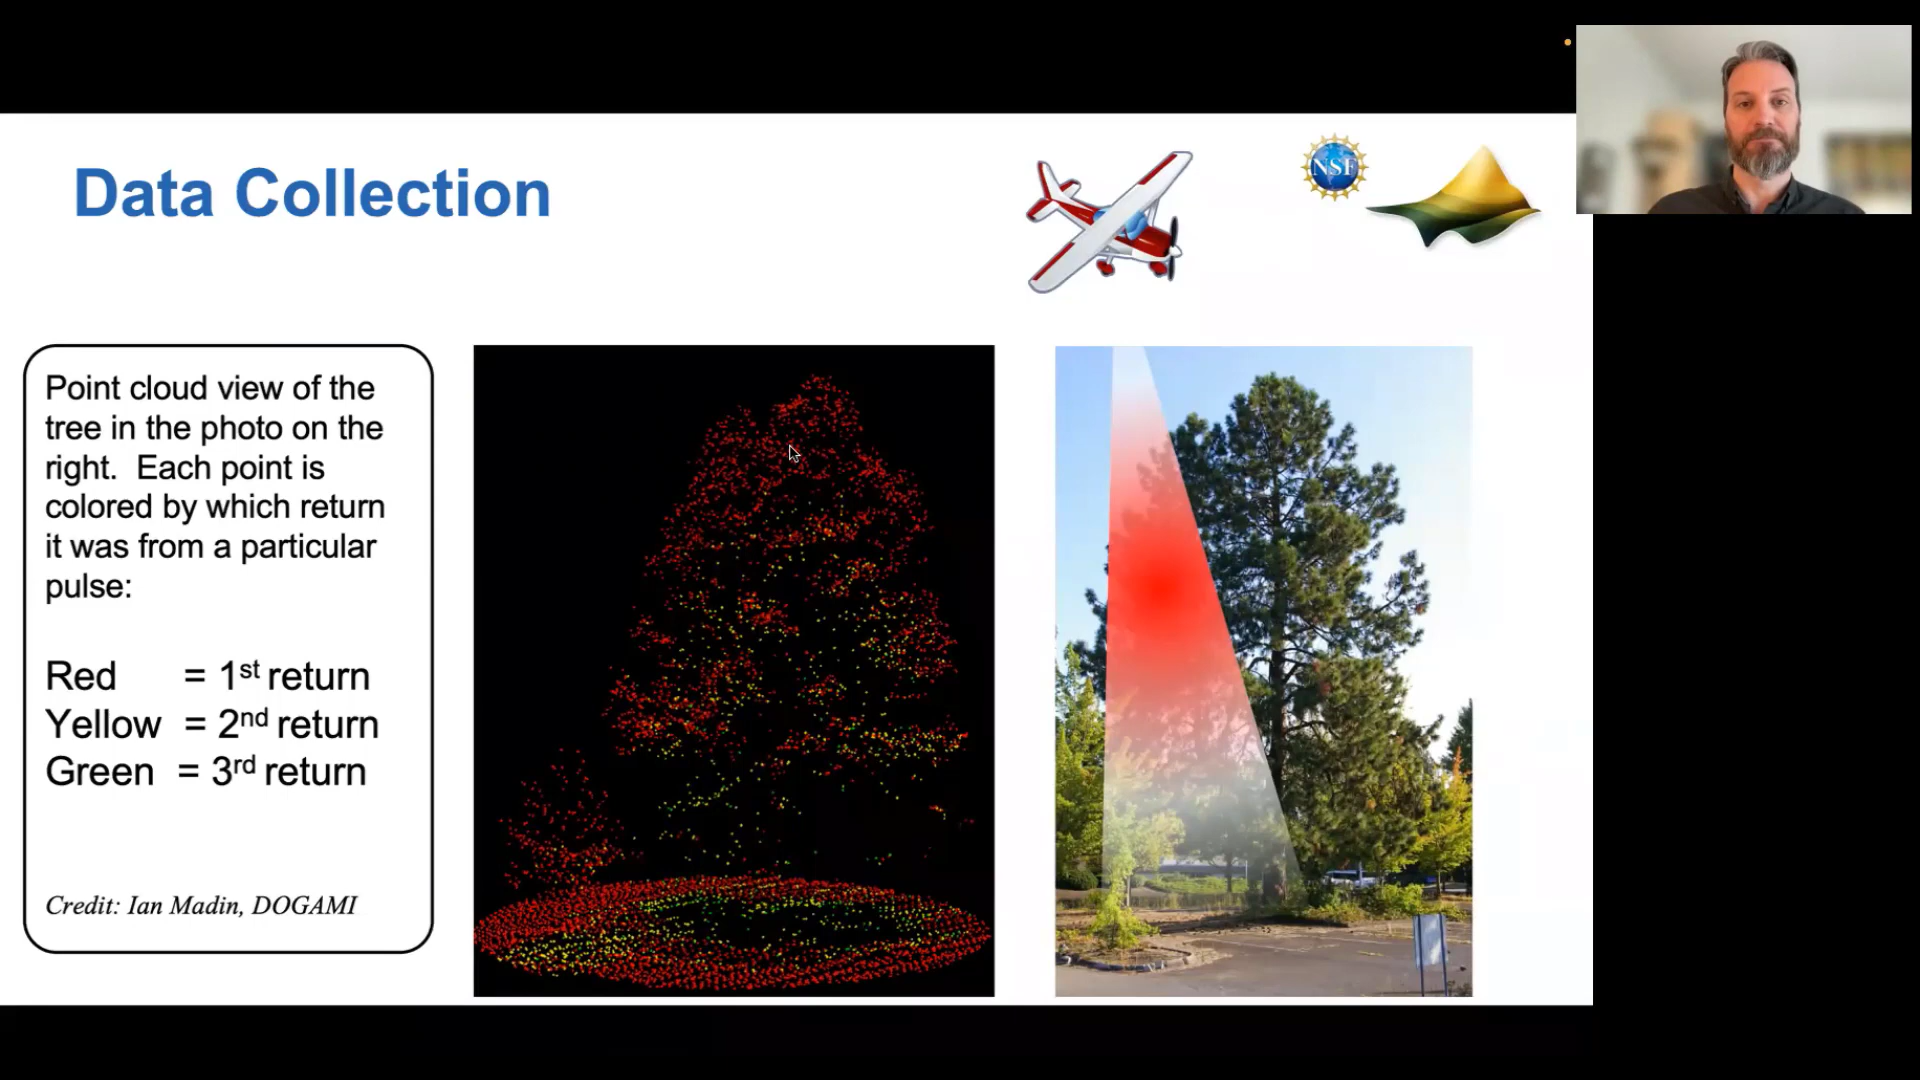 Data Collection
NSF
Point cloud view of the
tree in the photo on the
right.  Each point is
colored by which return
it was from a particular
pulse:
Red = 1st return
Yellow = 2nd return
Green = 3rd return
Credit: Ian Madin, DOGAMI